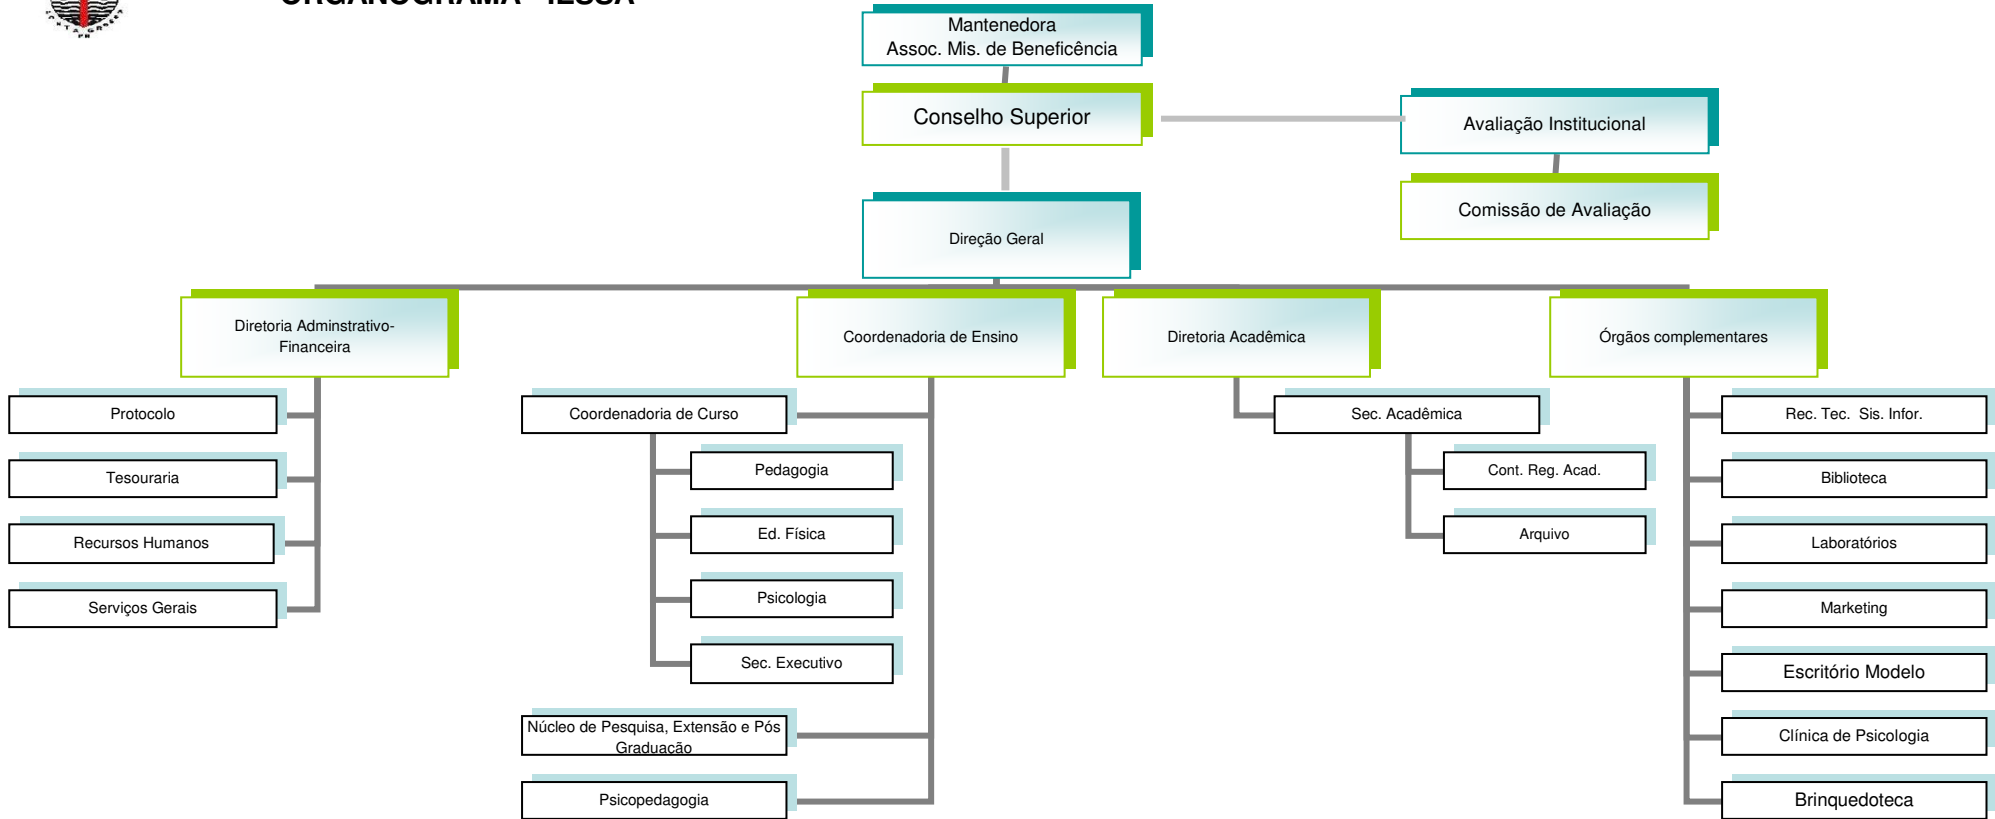 Mantenedora
Assoc. Mis. de Beneficência
Conselho Superior
Avaliação Institucional
Comissão de Avaliação
Direção Geral
Diretoria Adminstrativo-
Financeira
Coordenadoria de Ensino
Diretoria Acadêmica
Órgãos complementares
Protocolo
Tesouraria
Recursos Humanos
Serviços Gerais
Coordenadoria de Curso
Pedagogia
Ed. Física
Psicologia
Sec. Executivo
Núcleo de Pesquisa, Extensão e Pós
Graduação
Psicopedagogia
Sec. Acadêmica
Cont. Reg. Acad.
Arquivo
Rec. Tec. Sis. Infor.
Biblioteca
Laboratórios
Marketing
Escritório Modelo
Clínica de Psicologia
Brinquedoteca